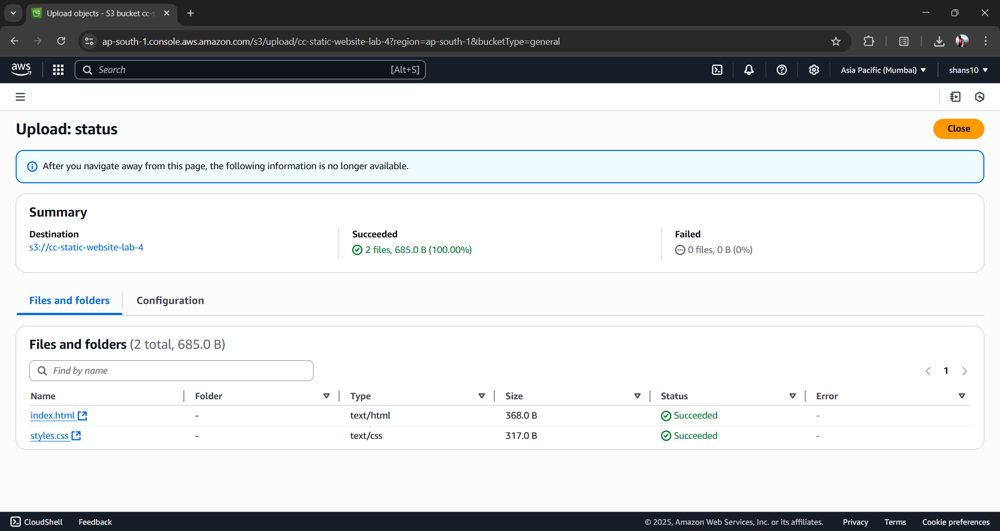 Upload objects - S3 bucket cc-s
ap-south-1.console.aws.amazon.com/s3/upload/cc-static-website-lab-4?region=ap-south-1&bucketType=general
aws
Search [Alt+S]
Asia Pacific (Mumbai)
shans10
Upload: status
Close
After you navigate away from this page, the following information is no longer available.
Summary
Destination
s3://cc-static-website-lab-4
Succeeded
2 files, 685.0 B (100.00%)
Failed
0 files, 0 B (0%)
Files and folders
Configuration
Files and folders (2 total, 685.0 B)
Find by name
1
Name Folder Type Size Status Error
index.html - text/html 368.0 B Succeeded -
styles.css - text/css 317.0 B Succeeded -
CloudShell Feedback © 2025, Amazon Web Services, Inc. or its affiliates. Privacy Terms Cookie preferences